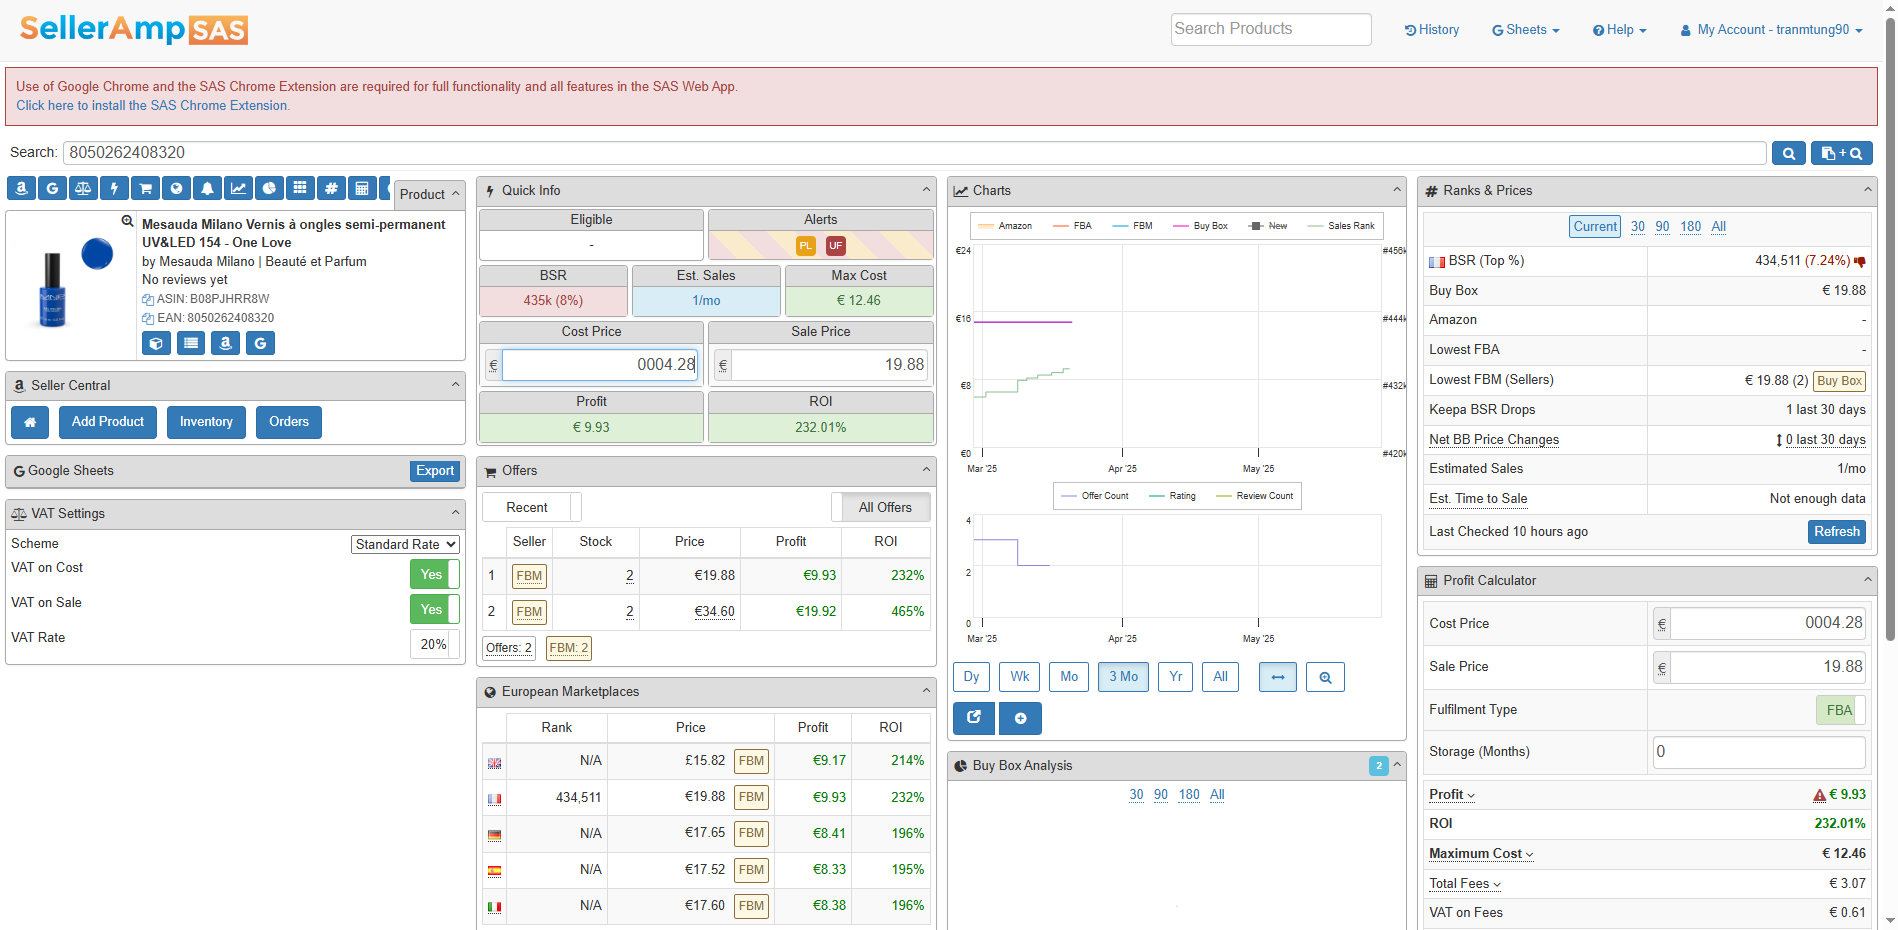 SellerAmp SAS
Search Products
History
Sheets
Help
My Account - tranmtung90
Use of Google Chrome and the SAS Chrome Extension are required for full functionality and all features in the SAS Web App.
Click here to install the SAS Chrome Extension.
Search: 8050262408320
+
Product
Mesauda Milano Vernis à ongles semi-permanent
UV&LED 154 - One Love
by Mesauda Milano | Beauté et Parfum
No reviews yet
ASIN: B08PJHRR8W
EAN: 8050262408320
Seller Central
Add Product
Inventory
Orders
Google Sheets
Export
VAT Settings
Scheme
Standard Rate
VAT on Cost
Yes
VAT on Sale
Yes
VAT Rate
20%
Quick Info
Eligible
Alerts
-
PL UF
BSR
Est. Sales
Max Cost
435k (8%)
1/mo
€ 12.46
Cost Price
Sale Price
€ 0004.28
€ 19.88
Profit
ROI
€ 9.93
232.01%
Offers
Recent
All Offers
Seller Stock Price Profit ROI
1 FBM 2 €19.88 €9.93 232%
2 FBM 2 €34.60 €19.92 465%
Offers: 2 FBM: 2
European Marketplaces
Rank Price Profit ROI
N/A £15.82 FBM €9.17 214%
434,511 €19.88 FBM €9.93 232%
N/A €17.65 FBM €8.41 196%
N/A €17.52 FBM €8.33 195%
N/A €17.60 FBM €8.38 196%
Charts
Amazon FBA FBM Buy Box New Sales Rank
€24 #456k
€16 #444k
€8 #432k
€0 #420k
Mar '25 Apr '25 May '25
Offer Count Rating Review Count
4
2
0
Mar '25 Apr '25 May '25
Dy Wk Mo 3 Mo Yr All
Buy Box Analysis
2
30 90 180 All
Ranks & Prices
Current 30 90 180 All
BSR (Top %) 434,511 (7.24%)
Buy Box € 19.88
Amazon -
Lowest FBA -
Lowest FBM (Sellers) € 19.88 (2) Buy Box
Keepa BSR Drops 1 last 30 days
Net BB Price Changes 0 last 30 days
Estimated Sales 1/mo
Est. Time to Sale Not enough data
Last Checked 10 hours ago Refresh
Profit Calculator
Cost Price € 0004.28
Sale Price € 19.88
Fulfilment Type FBA
Storage (Months) 0
Profit € 9.93
ROI 232.01%
Maximum Cost € 12.46
Total Fees € 3.07
VAT on Fees € 0.61